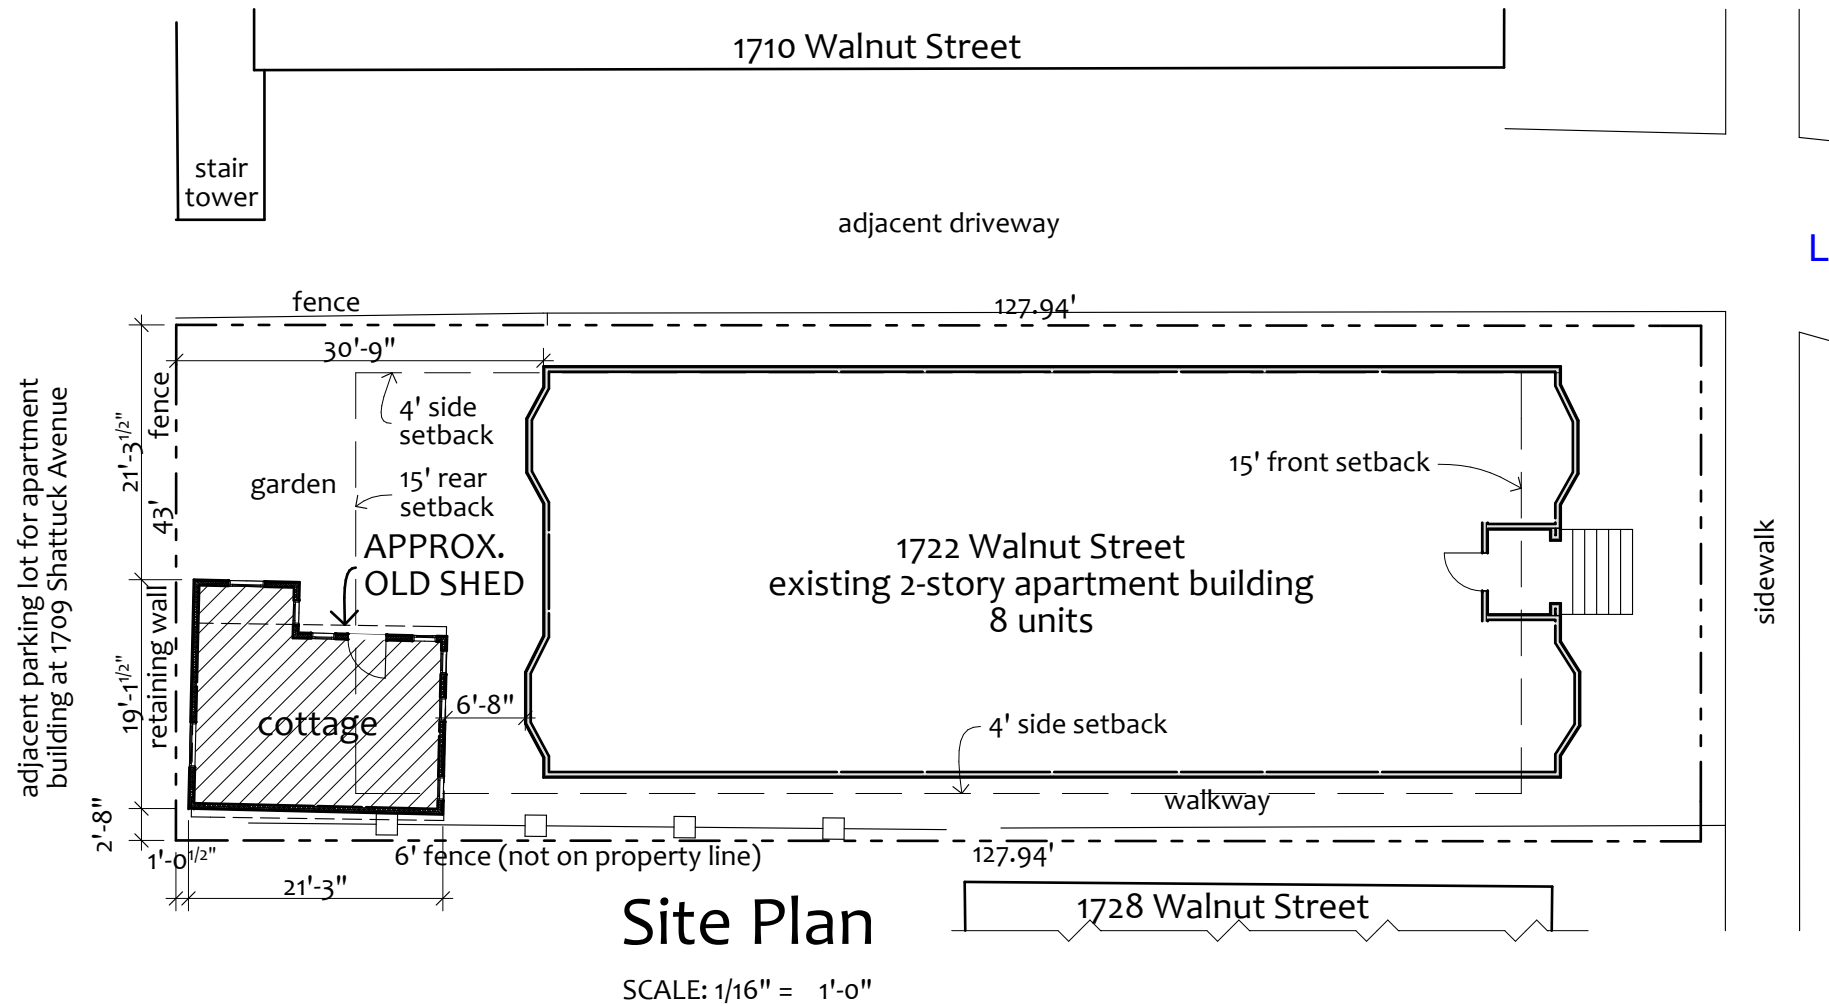 1710 Walnut Street
stair
tower
adjacent driveway
L
fence
127.94'
30'-9"
adjacent parking lot for apartment
building at 1709 Shattuck Avenue
21'-3 1/2"
fence
43'
4' side
setback
garden
15' rear
setback
15' front setback
APPROX.
OLD SHED
1722 Walnut Street
existing 2-story apartment building
8 units
sidewalk
19'-1 1/2"
retaining wall
cottage
6'-8"
4' side setback
walkway
2'-8"
1'-0 1/2"
6' fence (not on property line)
127.94'
21'-3"
Site Plan
1728 Walnut Street
SCALE: 1/16" = 1'-0"